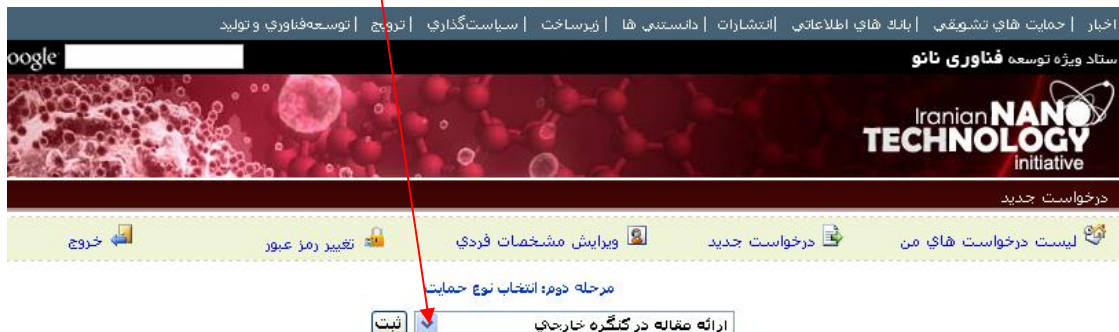 اخبار | حمايت هاي تشويقي | بانك هاي اطلاعاتي | انتشارات | دانستني ها | زيرساخت | سياست‌گذاري | ترويج | توسعه‌فناوري و توليد
oogle
ستاد ویژه توسعه فناوری نانو
Iranian NANO
TECHNOLOGY
initiative
درخواست جديد
ليست درخواست هاي من
درخواست جديد
ويرايش مشخصات فردي
تغيير رمز عبور
خروج
مرحله دوم: انتخاب نوع حمايت
ارائه مقاله در كنگره خارجي
ثبت